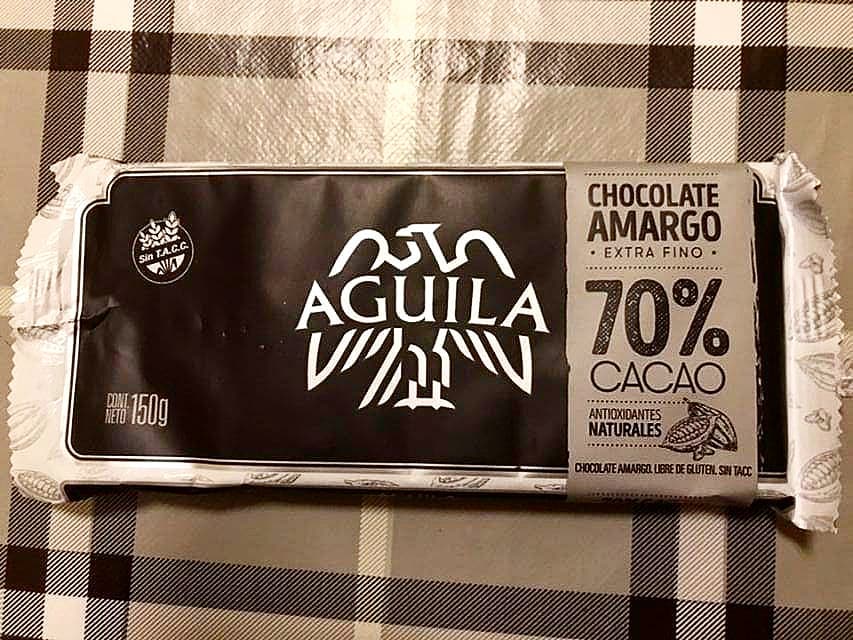 Sin T.A.C.C.
AGUILA
CONT.
NETO 150g
CHOCOLATE
AMARGO
• EXTRA FINO •
70%
CACAO
ANTIOXIDANTES
NATURALES
CHOCOLATE AMARGO. LIBRE DE GLUTEN. SIN TACC